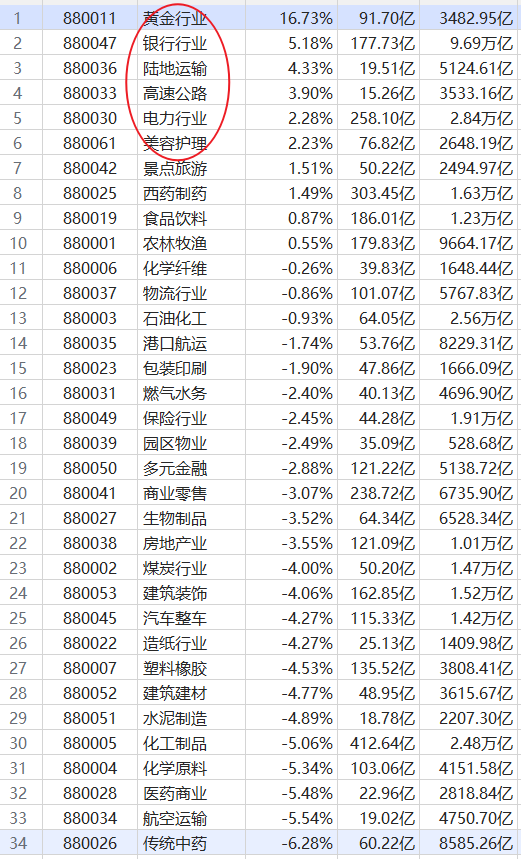 1 880011 黄金行业 16.73% 91.70亿 3482.95亿
2 880047 银行行业 5.18% 177.73亿 9.69万亿
3 880036 陆地运输 4.33% 19.51亿 5124.61亿
4 880033 高速公路 3.90% 15.26亿 3533.16亿
5 880030 电力行业 2.28% 258.10亿 2.84万亿
6 880061 美容护理 2.23% 76.82亿 2648.19亿
7 880042 景点旅游 1.51% 50.22亿 2494.97亿
8 880025 西药制药 1.49% 303.45亿 1.63万亿
9 880019 食品饮料 0.87% 186.01亿 1.23万亿
10 880001 农林牧渔 0.55% 179.83亿 9664.17亿
11 880006 化学纤维 -0.26% 39.83亿 1648.44亿
12 880037 物流行业 -0.86% 101.07亿 5767.83亿
13 880003 石油化工 -0.93% 64.05亿 2.56万亿
14 880035 港口航运 -1.74% 53.76亿 8229.31亿
15 880023 包装印刷 -1.90% 47.86亿 1666.09亿
16 880031 燃气水务 -2.40% 40.13亿 4696.90亿
17 880049 保险行业 -2.45% 44.28亿 1.91万亿
18 880039 园区物业 -2.49% 35.09亿 528.68亿
19 880050 多元金融 -2.88% 121.22亿 5138.72亿
20 880041 商业零售 -3.07% 238.72亿 6735.90亿
21 880027 生物制品 -3.52% 64.34亿 6528.34亿
22 880038 房地产业 -3.55% 121.09亿 1.01万亿
23 880002 煤炭行业 -4.00% 50.20亿 1.47万亿
24 880053 建筑装饰 -4.06% 162.85亿 1.52万亿
25 880045 汽车整车 -4.27% 115.33亿 1.42万亿
26 880022 造纸行业 -4.27% 25.13亿 1409.98亿
27 880007 塑料橡胶 -4.53% 135.52亿 3808.41亿
28 880052 建筑建材 -4.77% 48.95亿 3615.67亿
29 880051 水泥制造 -4.89% 18.78亿 2207.30亿
30 880005 化工制品 -5.06% 412.64亿 2.48万亿
31 880004 化学原料 -5.34% 103.06亿 4151.58亿
32 880028 医药商业 -5.48% 22.96亿 2818.84亿
33 880034 航空运输 -5.54% 19.02亿 4750.70亿
34 880026 传统中药 -6.28% 60.22亿 8585.26亿